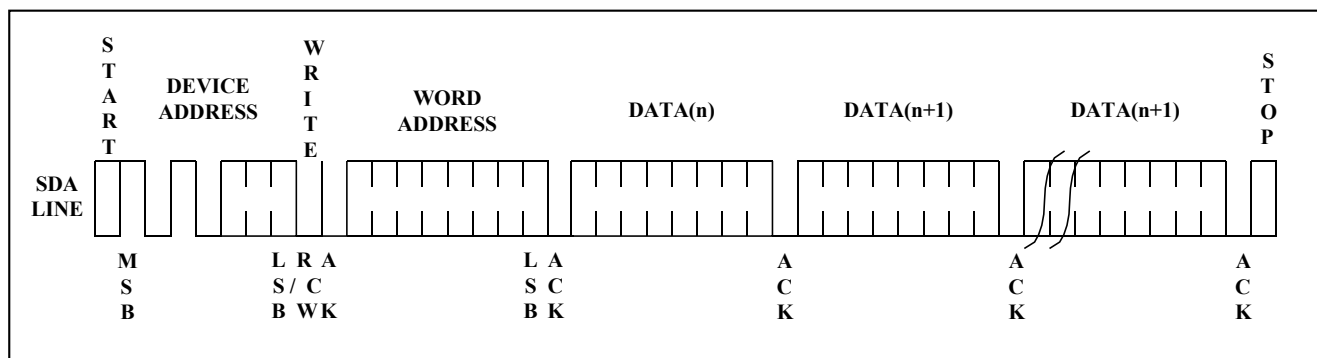 START
DEVICE
ADDRESS
WRITE
WORD
ADDRESS
DATA(n)
DATA(n+1)
DATA(n+1)
STOP
SDA
LINE
MSB
LSB
R/W
ACK
LSB
ACK
ACK
ACK
ACK